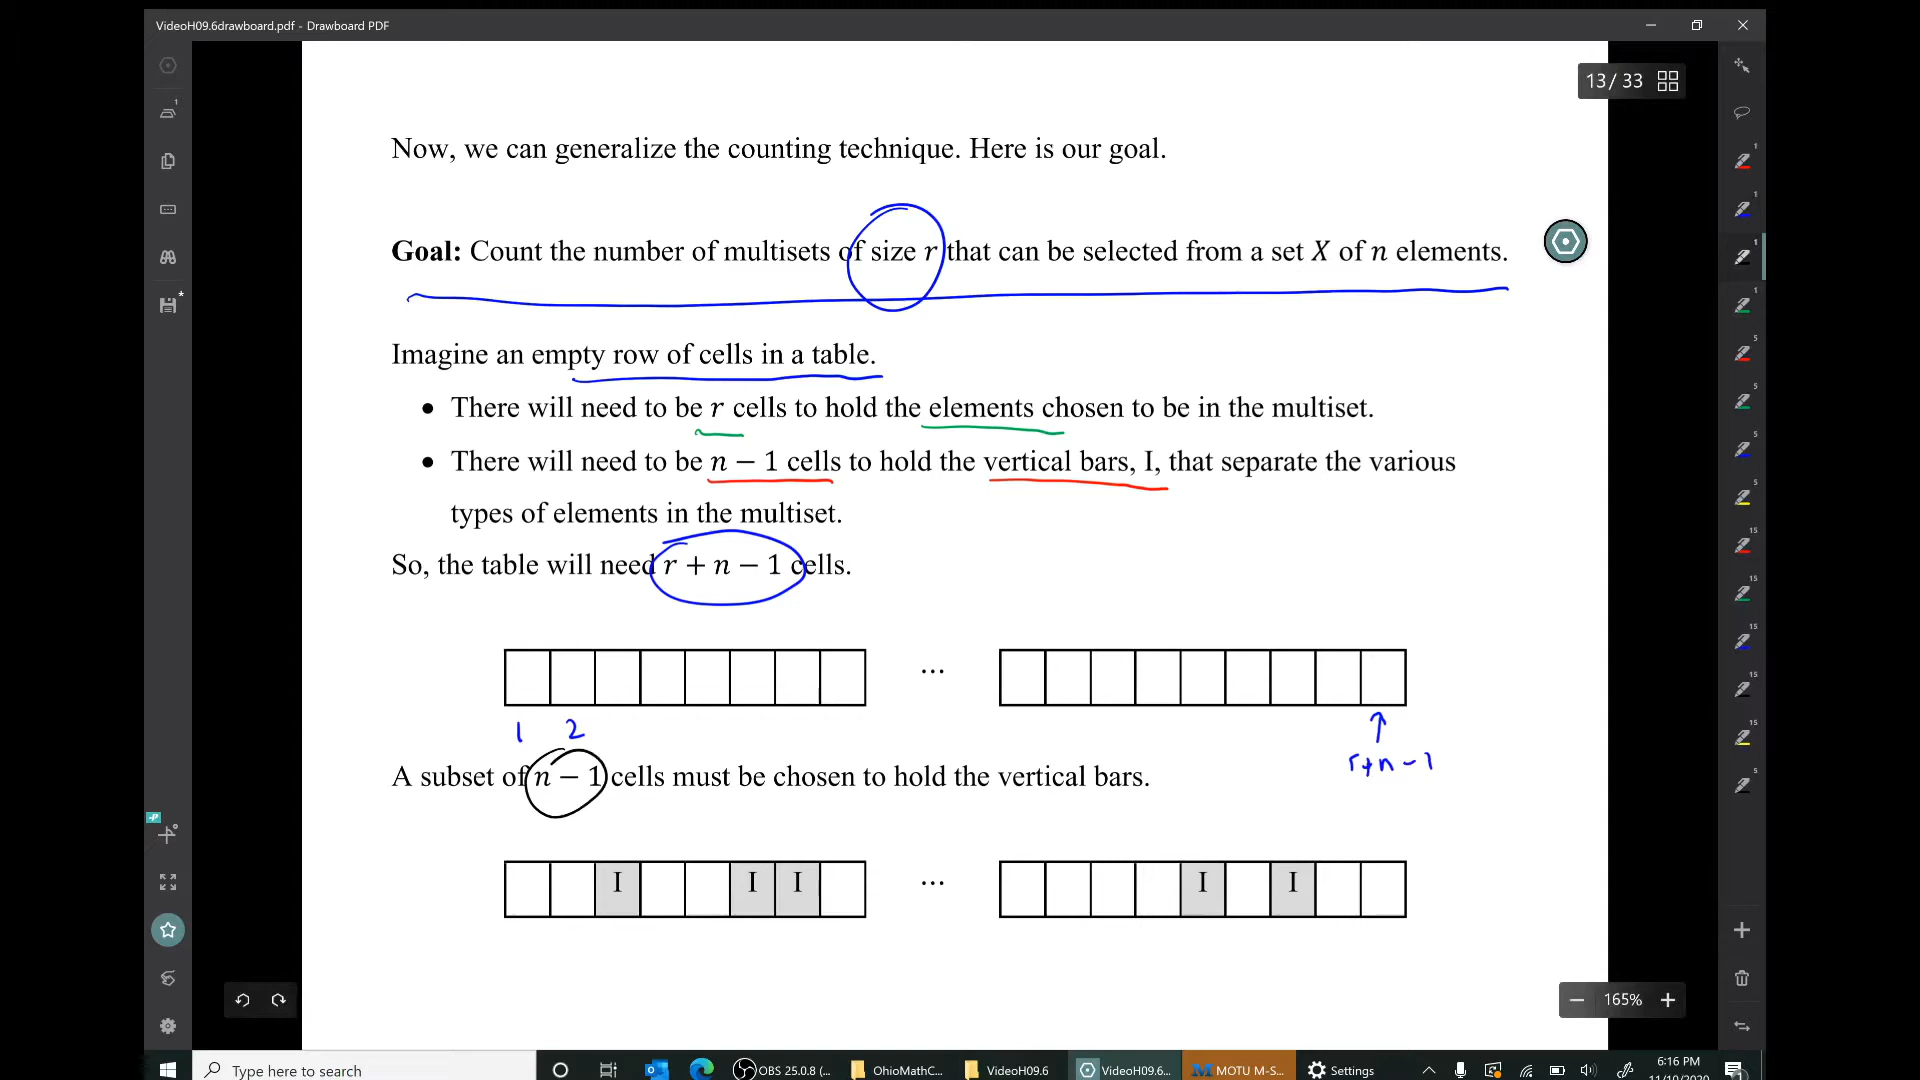 VideoH09.6drawboard.pdf - Drawboard PDF
13 / 33
Now, we can generalize the counting technique. Here is our goal.
Goal: Count the number of multisets of size r that can be selected from a set X of n elements.
Imagine an empty row of cells in a table.
• There will need to be r cells to hold the elements chosen to be in the multiset.
• There will need to be n − 1 cells to hold the vertical bars, I, that separate the various
types of elements in the multiset.
So, the table will need r + n − 1 cells.
...
1 2
r+n-1
A subset of n − 1 cells must be chosen to hold the vertical bars.
I I I ... I I
165%
Type here to search
OBS 25.0.8 (...
OhioMathC...
VideoH09.6
VideoH09.6...
MOTU M-S...
Settings
6:16 PM